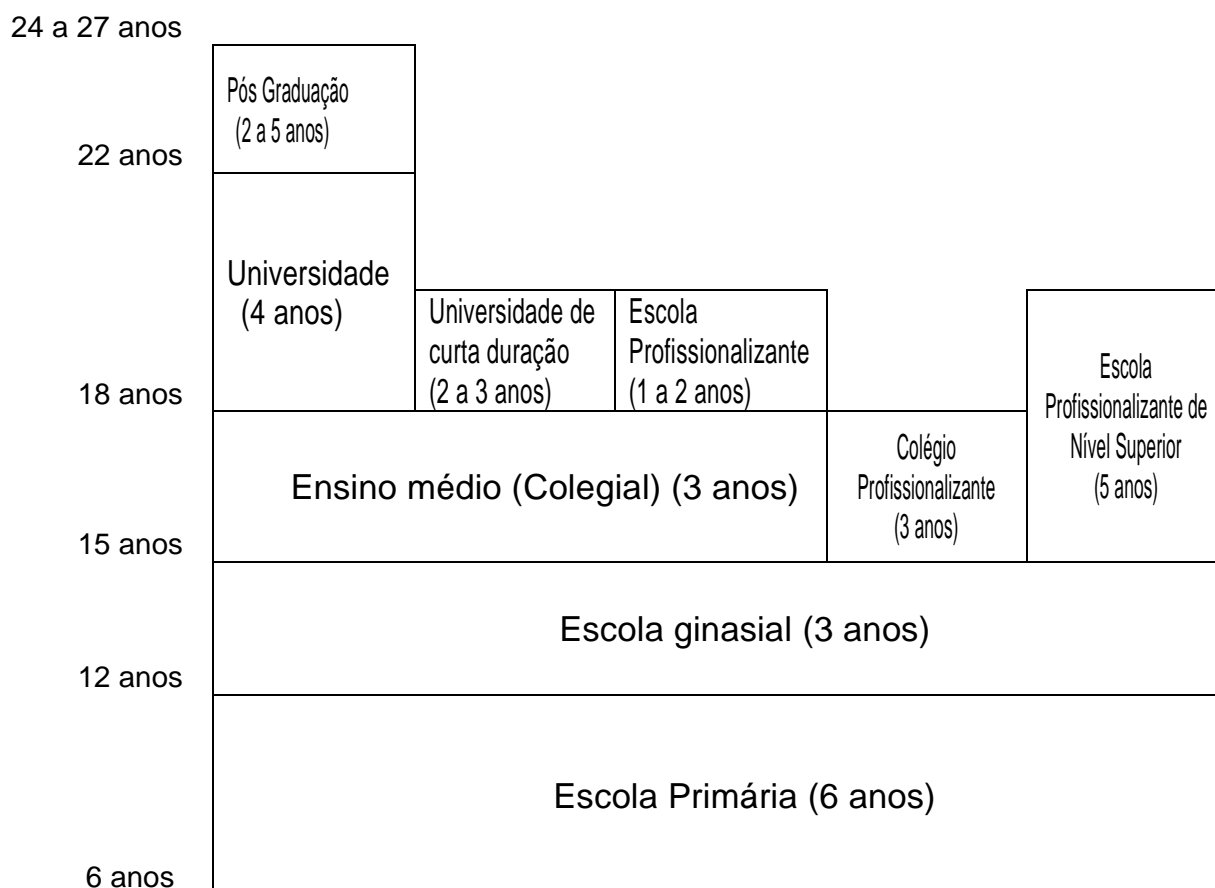 24 a 27 anos
Pós Graduação
(2 a 5 anos)
22 anos
Universidade
(4 anos)
Universidade de
curta duração
(2 a 3 anos)
Escola
Profissionalizante
(1 a 2 anos)
Escola
Profissionalizante de
Nível Superior
(5 anos)
18 anos
Ensino médio (Colegial) (3 anos)
Colégio
Profissionalizante
(3 anos)
15 anos
Escola ginasial (3 anos)
12 anos
Escola Primária (6 anos)
6 anos